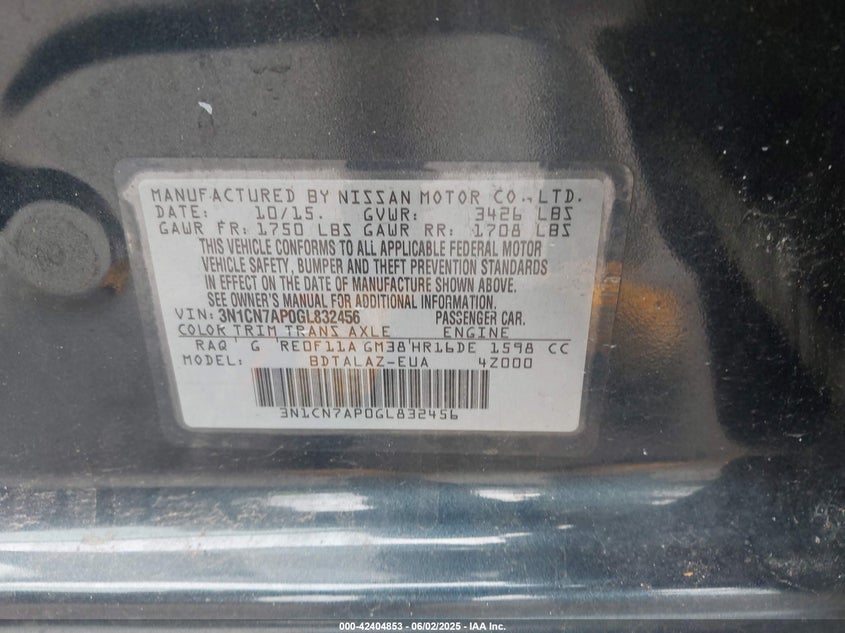 MANUFACTURED BY NISSAN MOTOR CO.,LTD.
DATE: 10/15. GVWR: 3426 LBS
GAWR FR: 1750 LBS GAWR RR: 1708 LBS
THIS VEHICLE CONFORMS TO ALL APPLICABLE FEDERAL MOTOR
VEHICLE SAFETY, BUMPER AND THEFT PREVENTION STANDARDS
IN EFFECT ON THE DATE OF MANUFACTURE SHOWN ABOVE.
SEE OWNER'S MANUAL FOR ADDITIONAL INFORMATION.
VIN: 3N1CN7AP0GL832456 PASSENGER CAR.
COLOR TRIM TRANS AXLE ENGINE
RAQ G RE0F11A GM38 HR16DE 1598 CC
MODEL: BDTALAZ-EUA 4Z000
3N1CN7AP0GL832456
000-42404853 - 06/02/2025 - IAA Inc.